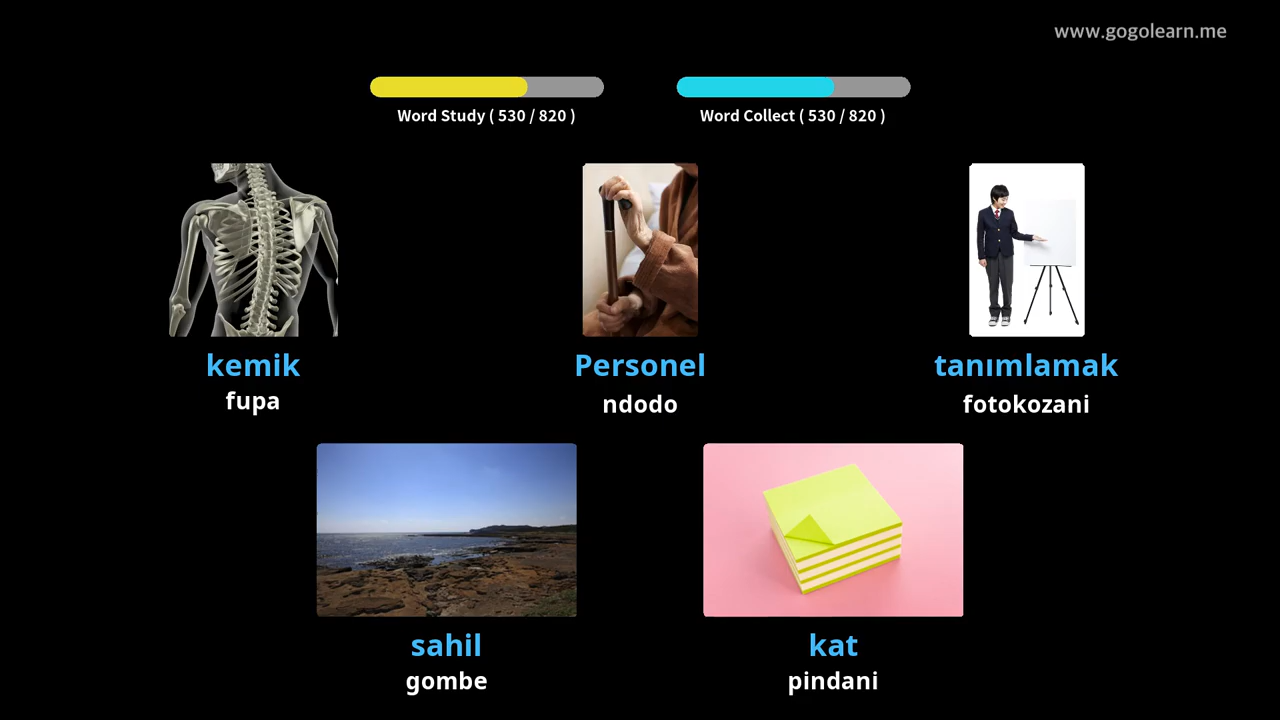 www.gogolearn.me
Word Study ( 530 / 820 )
Word Collect ( 530 / 820 )
kemik
fupa
Personel
ndodo
tanımlamak
fotokozani
sahil
gombe
kat
pindani